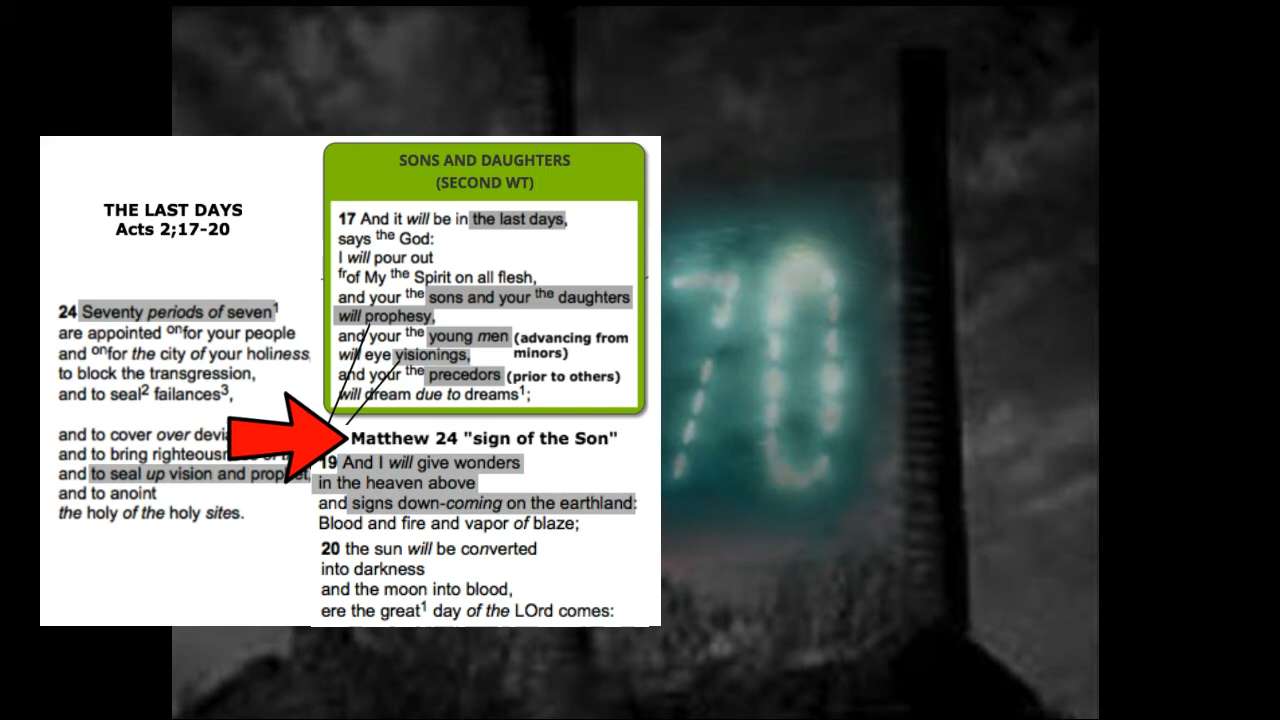 THE LAST DAYS
Acts 2;17-20
24 Seventy periods of seven¹
are appointed ᵒⁿfor your people
and ᵒⁿfor the city of your holiness,
to block the transgression,
and to seal² failances³,
and to cover over
and to bring
and to seal up vision and
and to anoint
the holy of the holy sites.
SONS AND DAUGHTERS
(SECOND WT)
17 And it will be in the last days,
says ᵗʰᵉ God:
I will pour out
ᶠʳof My ᵗʰᵉ Spirit on all flesh,
and your ᵗʰᵉ sons and your ᵗʰᵉ daughters
will prophesy,
and your ᵗʰᵉ young men (advancing from
will eye visionings, minors)
and your ᵗʰᵉ precedors (prior to others)
will dream due to dreams¹;
Matthew 24 "sign of the Son"
19 And I will give wonders
in the heaven above
and signs down-coming on the earthland:
Blood and fire and vapor of blaze;
20 the sun will be converted
into darkness
and the moon into blood,
ere the great¹ day of the LOrd comes:
70